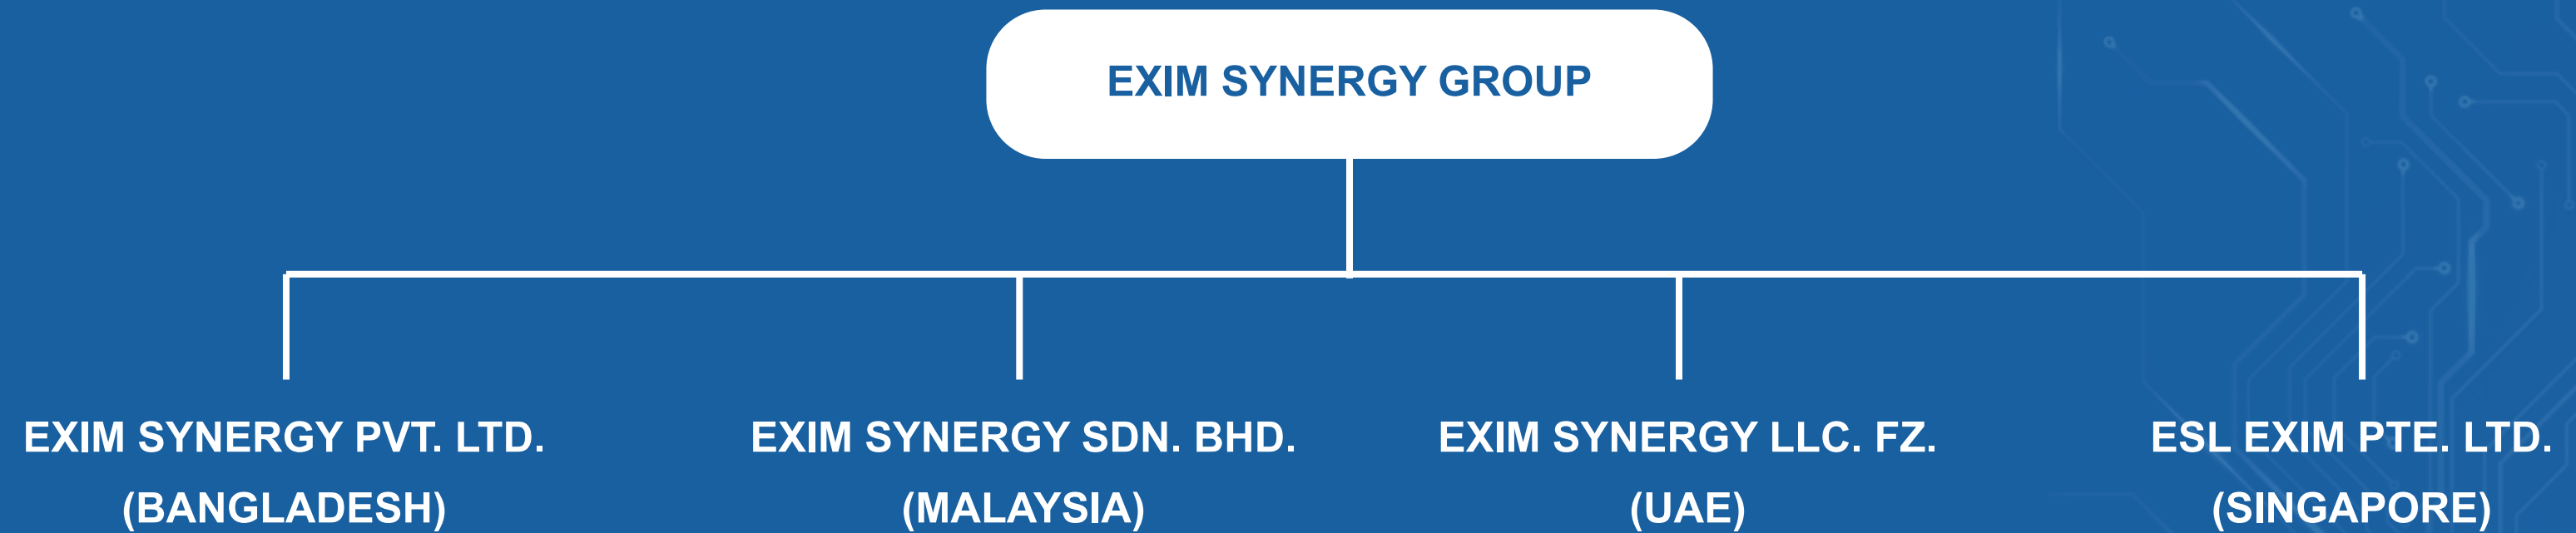 EXIM SYNERGY GROUP
EXIM SYNERGY PVT. LTD.
(BANGLADESH)
EXIM SYNERGY SDN. BHD.
(MALAYSIA)
EXIM SYNERGY LLC. FZ.
(UAE)
ESL EXIM PTE. LTD.
(SINGAPORE)